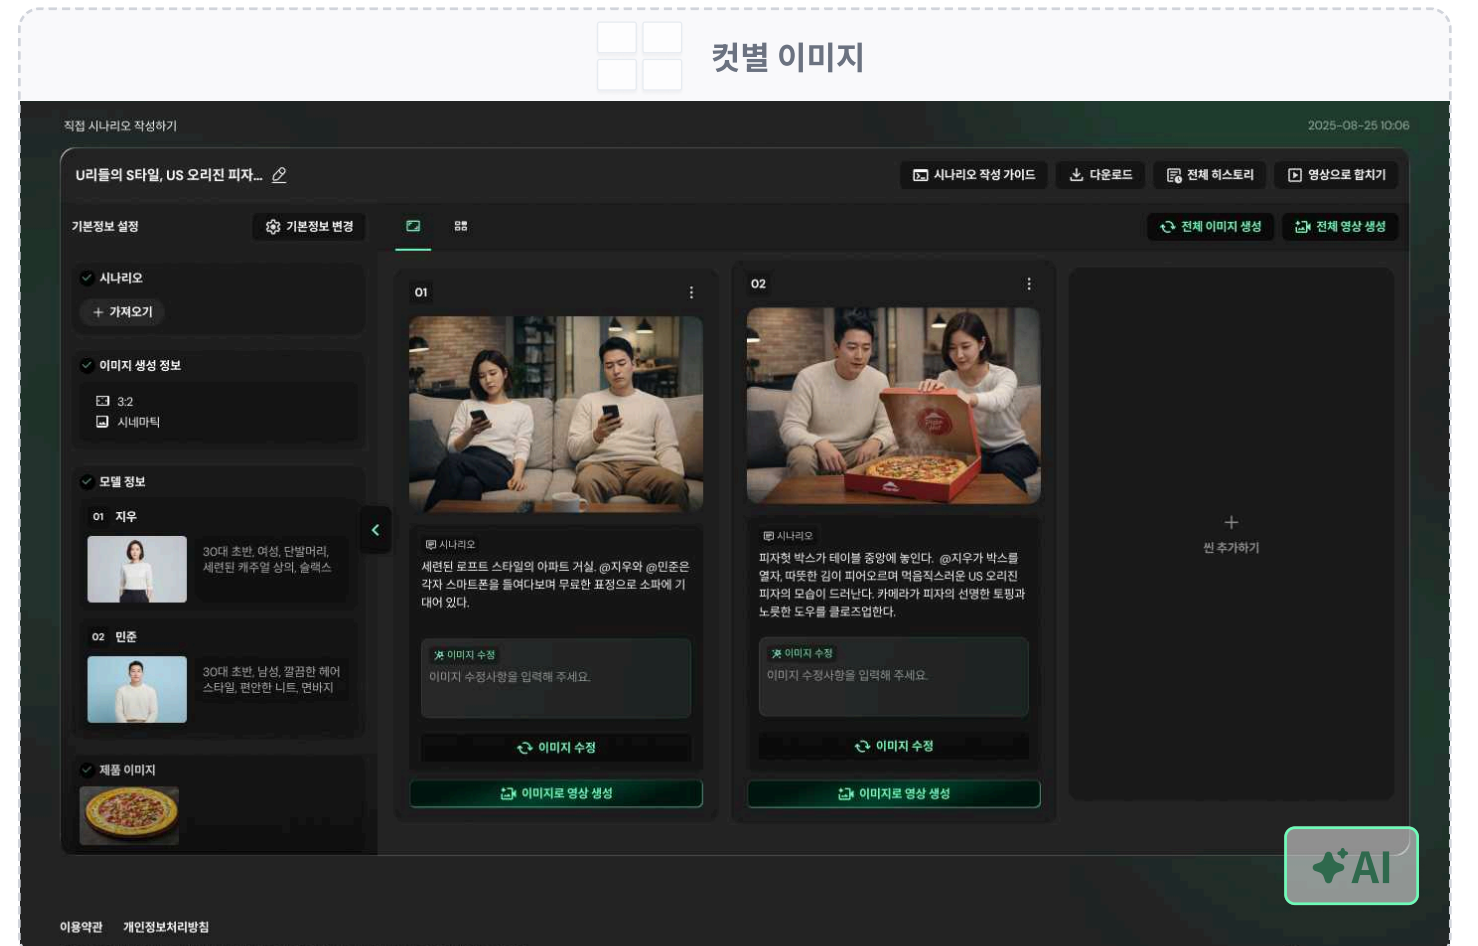 컷별 이미지
직접 시나리오 작성하기
2025-08-25 10:06
U리들의 S타일, US 오리진 피자...
시나리오 작성 가이드
다운로드
전체 히스토리
영상으로 합치기
기본정보 설정
기본정보 변경
전체 이미지 생성
전체 영상 생성
시나리오
+ 가져오기
이미지 생성 정보
3:2
시네마틱
모델 정보
01 지우
30대 초반, 여성, 단발머리,
세련된 캐주얼 상의, 슬랙스
02 민준
30대 초반, 남성, 깔끔한 헤어
스타일, 편안한 니트, 면바지
제품 이미지
01
시나리오
세련된 로프트 스타일의 아파트 거실. @지우와 @민준은
각자 스마트폰을 들여다보며 무료한 표정으로 소파에 기
대어 있다.
이미지 수정
이미지 수정사항을 입력해 주세요.
이미지 수정
이미지로 영상 생성
02
시나리오
피자헛 박스가 테이블 중앙에 놓인다. @지우가 박스를
열자, 따뜻한 김이 피어오르며 먹음직스러운 US 오리진
피자의 모습이 드러난다. 카메라가 피자의 선명한 토핑과
노릇한 도우를 클로즈업한다.
이미지 수정
이미지 수정사항을 입력해 주세요.
이미지 수정
이미지로 영상 생성
+
씬 추가하기
AI
이용약관
개인정보처리방침